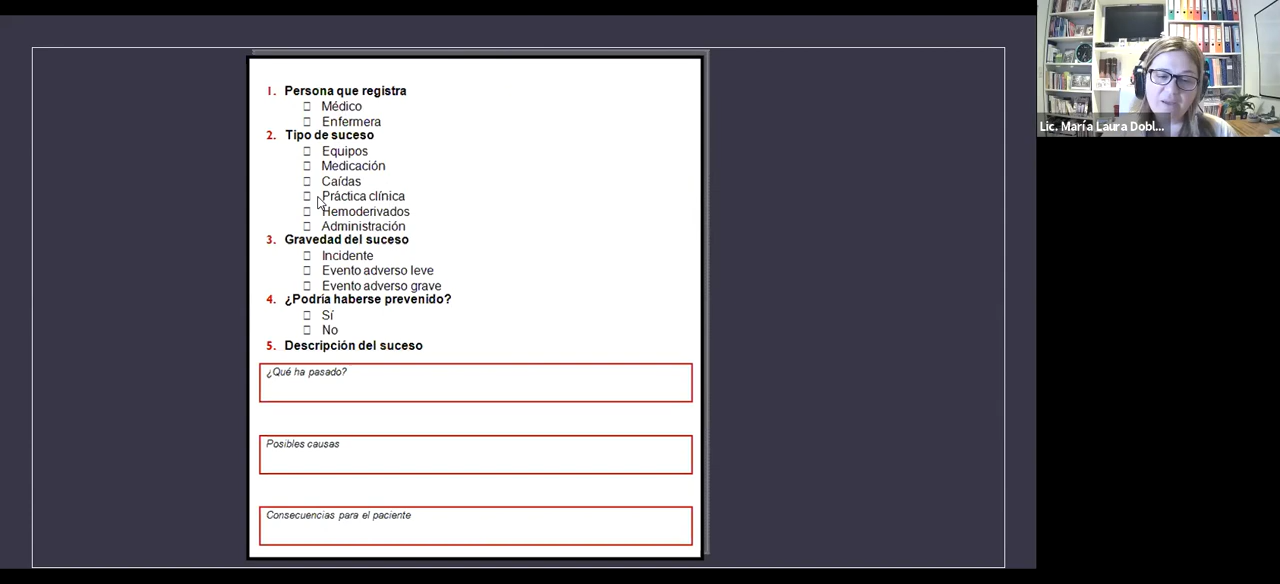 1. Persona que registra
Médico
Enfermera
2. Tipo de suceso
Equipos
Medicación
Caídas
Práctica clínica
Hemoderivados
Administración
3. Gravedad del suceso
Incidente
Evento adverso leve
Evento adverso grave
4. ¿Podría haberse prevenido?
Sí
No
5. Descripción del suceso
¿Qué ha pasado?
Posibles causas
Consecuencias para el paciente
Lic. María Laura Dobl...